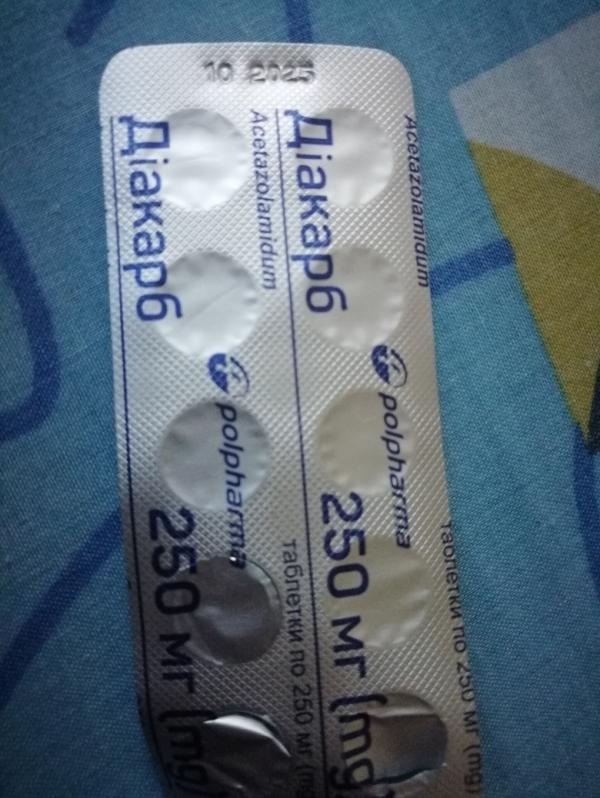 10 2025
Діакарб
Acetazolamidum
polpharma
250 мг (mg)
таблетки по 250 мг (mg)
Діакарб
Acetazolamidum
polpharma
250 мг (mg)
таблетки по 250 мг (mg)